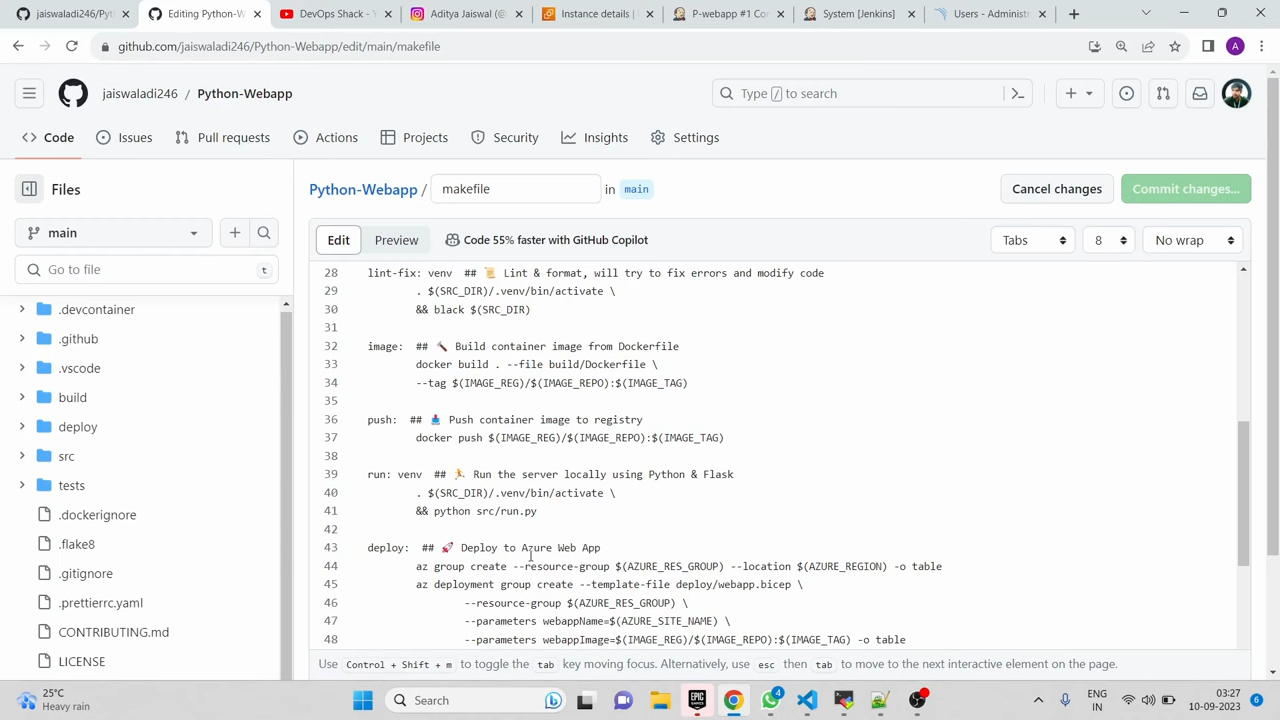 jaiswaladi246/Pyt
Editing Python-W
DevOps Shack - Y
Aditya Jaiswal (@
Instance details |
P-webapp #1 Co
System [Jenkins]
Users - Administr
github.com/jaiswaladi246/Python-Webapp/edit/main/makefile
A
jaiswaladi246 / Python-Webapp
Type / to search
Code
Issues
Pull requests
Actions
Projects
Security
Insights
Settings
Files
Python-Webapp / makefile in main
Cancel changes
Commit changes...
main
Edit
Preview
Code 55% faster with GitHub Copilot
Tabs
8
No wrap
Go to file
t
.devcontainer
.github
.vscode
build
deploy
src
tests
.dockerignore
.flake8
.gitignore
.prettierrc.yaml
CONTRIBUTING.md
LICENSE
28 lint-fix: venv ## 📜 Lint & format, will try to fix errors and modify code
29 . $(SRC_DIR)/.venv/bin/activate \
30 && black $(SRC_DIR)
31
32 image: ## 🔨 Build container image from Dockerfile
33 docker build . --file build/Dockerfile \
34 --tag $(IMAGE_REG)/$(IMAGE_REPO):$(IMAGE_TAG)
35
36 push: ## 📤 Push container image to registry
37 docker push $(IMAGE_REG)/$(IMAGE_REPO):$(IMAGE_TAG)
38
39 run: venv ## 🏃 Run the server locally using Python & Flask
40 . $(SRC_DIR)/.venv/bin/activate \
41 && python src/run.py
42
43 deploy: ## 🚀 Deploy to Azure Web App
44 az group create --resource-group $(AZURE_RES_GROUP) --location $(AZURE_REGION) -o table
45 az deployment group create --template-file deploy/webapp.bicep \
46 --resource-group $(AZURE_RES_GROUP) \
47 --parameters webappName=$(AZURE_SITE_NAME) \
48 --parameters webappImage=$(IMAGE_REG)/$(IMAGE_REPO):$(IMAGE_TAG) -o table
Use Control + Shift + m to toggle the tab key moving focus. Alternatively, use esc then tab to move to the next interactive element on the page.
25°C
Heavy rain
Search
EPIC GAMES
4
ENG
IN
03:27
10-09-2023
6